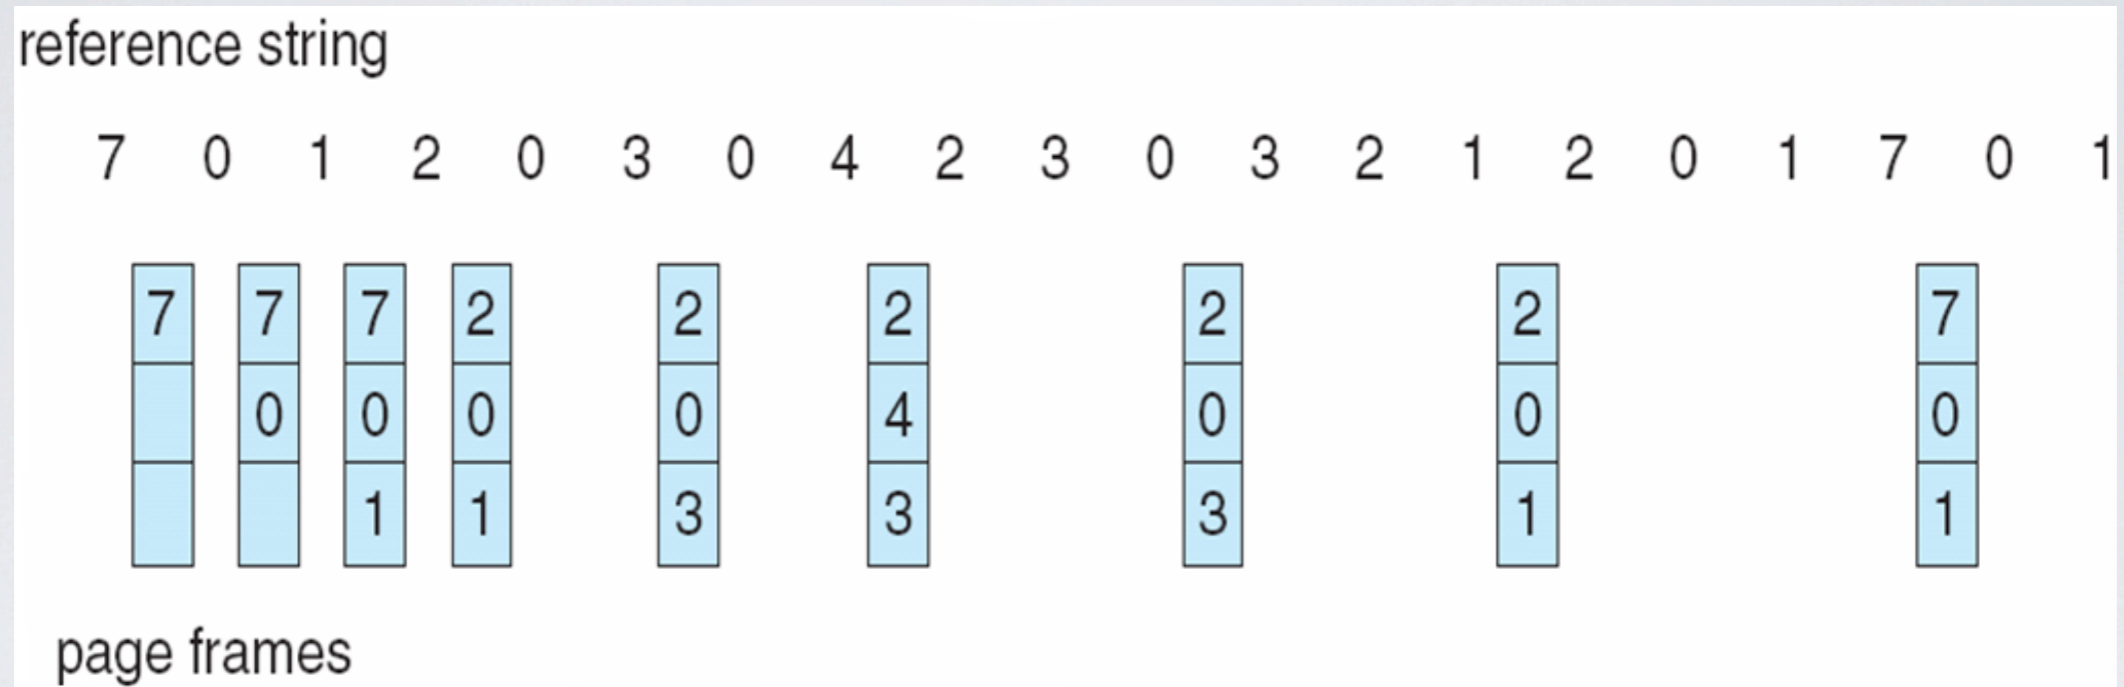 reference string
7 0 1 2 0 3 0 4 2 3 0 3 2 1 2 0 1 7 0 1
7 7 7 2 2 2 2 2 7
0 0 0 0 4 0 0 0
1 1 3 3 3 1 1
page frames